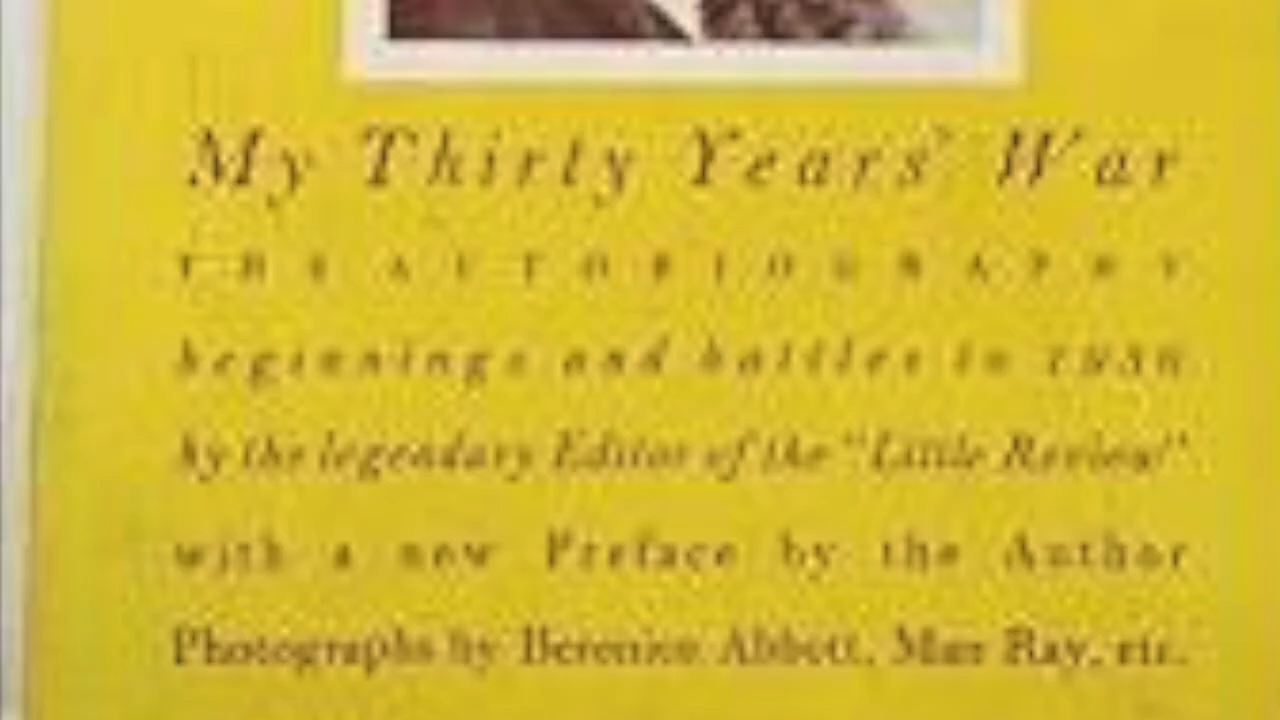 My Thirty Years' War
THE AUTOBIOGRAPHY
beginnings and battles to 1930
by the legendary Editor of the "Little Review"
with a new Preface by the Author
Photographs by Berenice Abbott, Man Ray, etc.